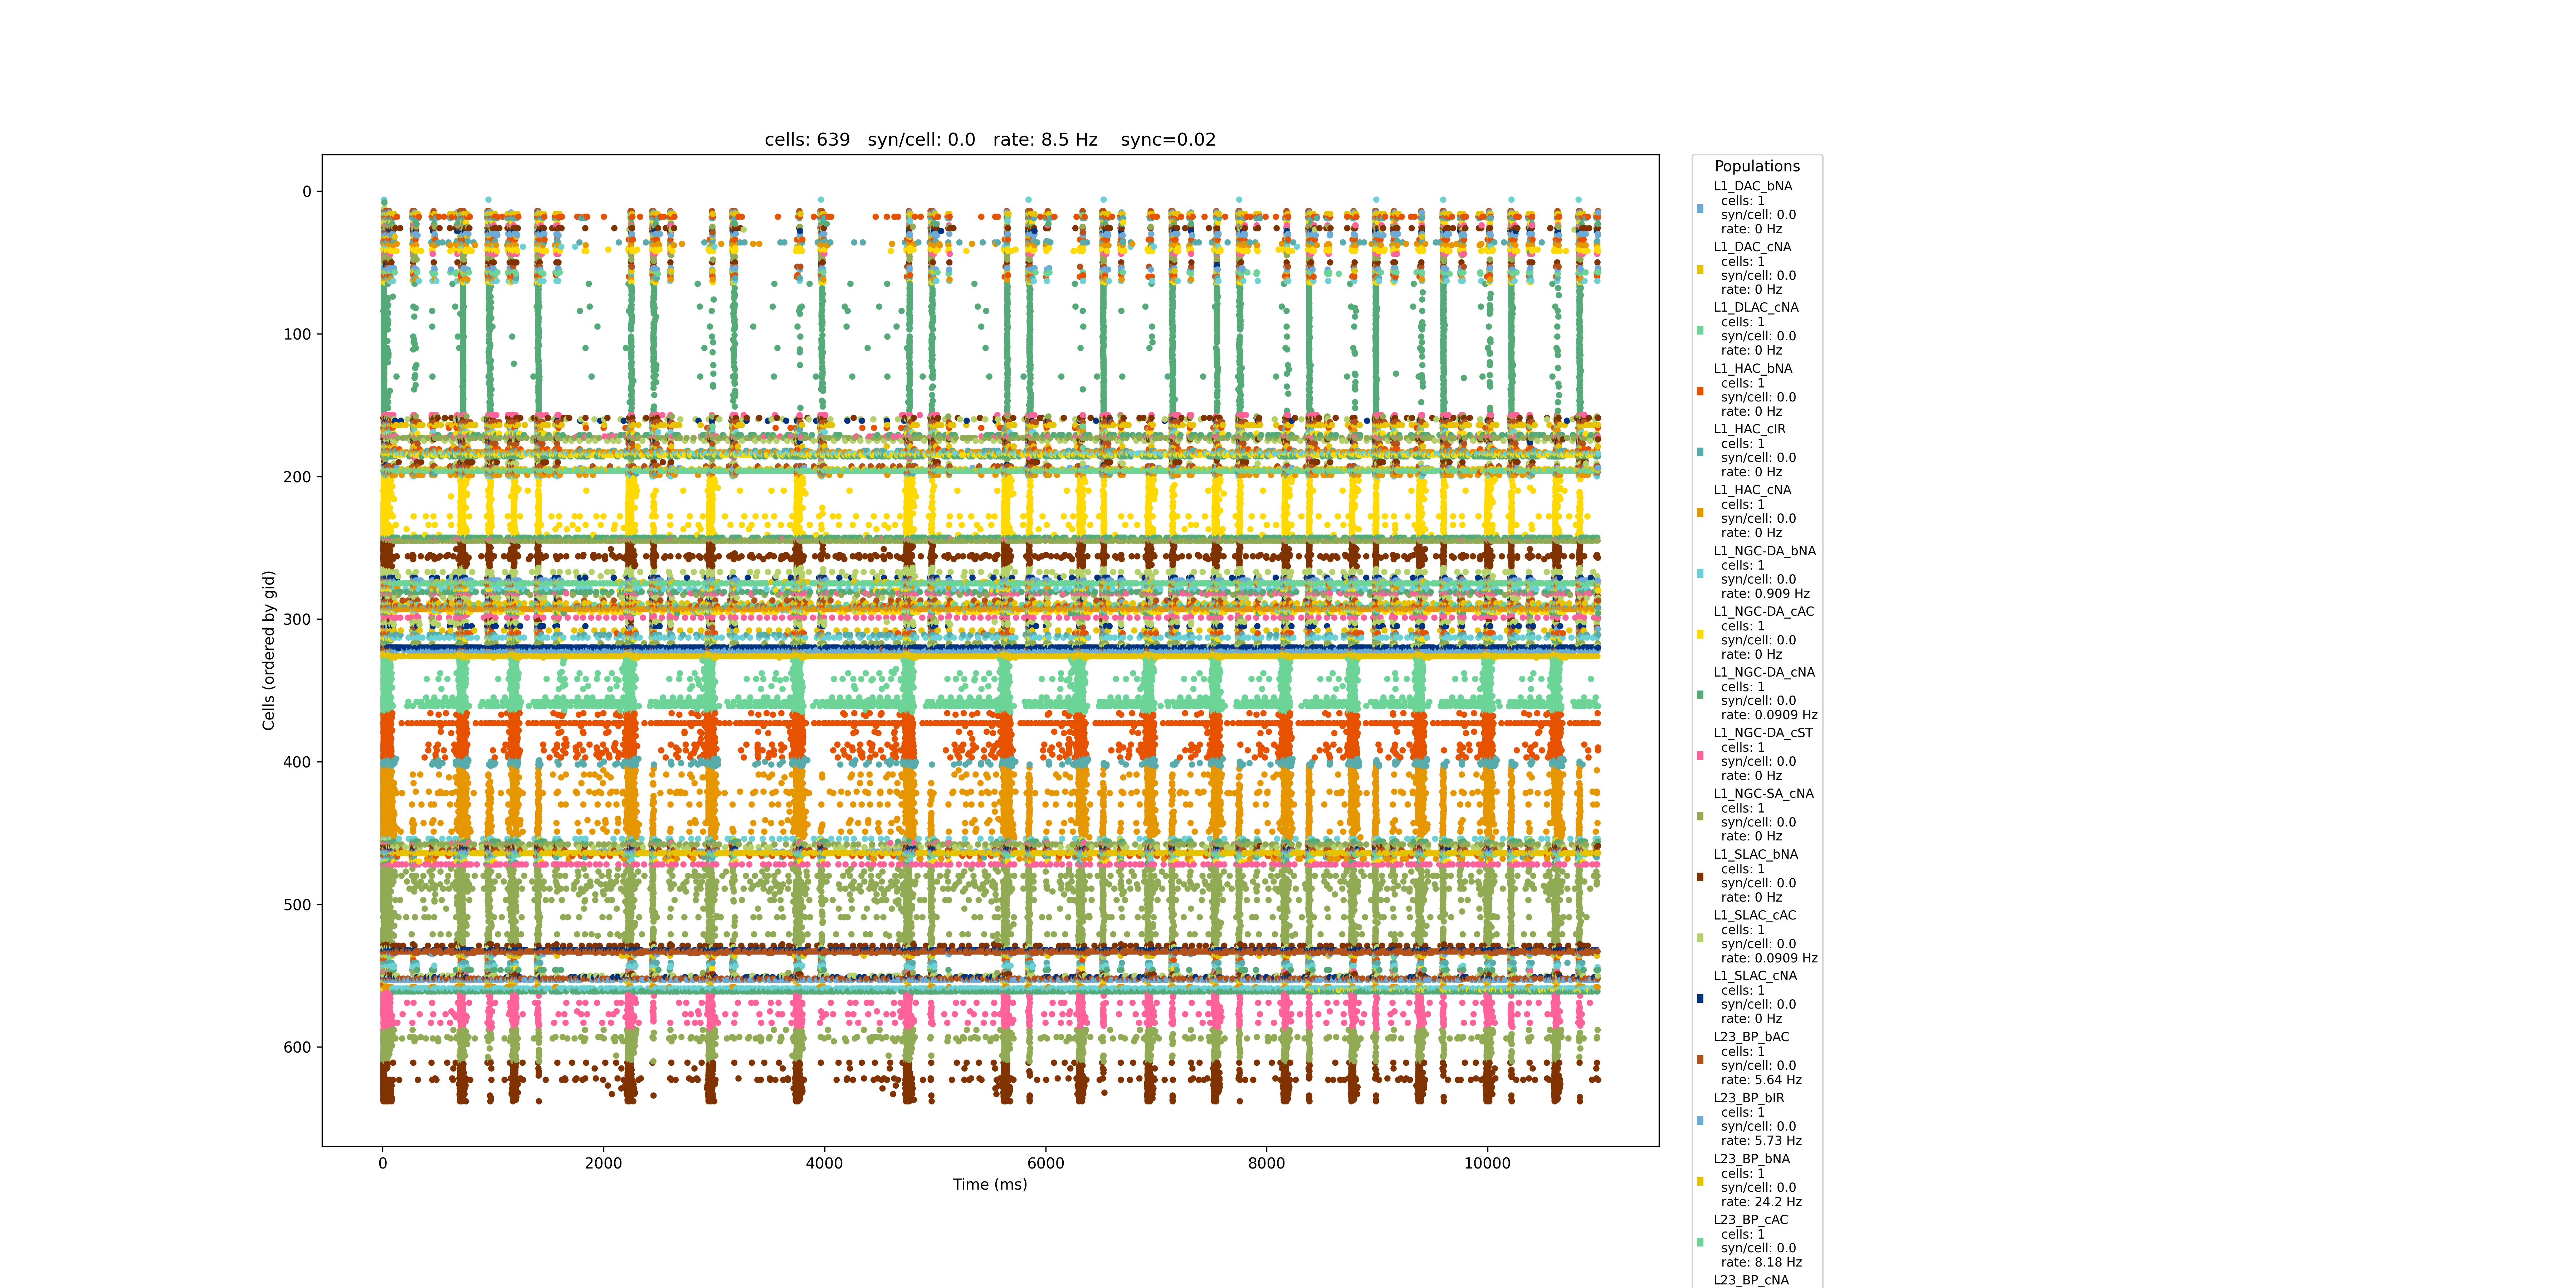 cells: 639   syn/cell: 0.0   rate: 8.5 Hz    sync=0.02
0
100
200
300
400
500
600
Cells (ordered by gid)
0
2000
4000
6000
8000
10000
Time (ms)
Populations
L1_DAC_bNA
cells: 1
syn/cell: 0.0
rate: 0 Hz
L1_DAC_cNA
cells: 1
syn/cell: 0.0
rate: 0 Hz
L1_DLAC_cNA
cells: 1
syn/cell: 0.0
rate: 0 Hz
L1_HAC_bNA
cells: 1
syn/cell: 0.0
rate: 0 Hz
L1_HAC_cIR
cells: 1
syn/cell: 0.0
rate: 0 Hz
L1_HAC_cNA
cells: 1
syn/cell: 0.0
rate: 0 Hz
L1_NGC-DA_bNA
cells: 1
syn/cell: 0.0
rate: 0.909 Hz
L1_NGC-DA_cAC
cells: 1
syn/cell: 0.0
rate: 0 Hz
L1_NGC-DA_cNA
cells: 1
syn/cell: 0.0
rate: 0.0909 Hz
L1_NGC-DA_cST
cells: 1
syn/cell: 0.0
rate: 0 Hz
L1_NGC-SA_cNA
cells: 1
syn/cell: 0.0
rate: 0 Hz
L1_SLAC_bNA
cells: 1
syn/cell: 0.0
rate: 0 Hz
L1_SLAC_cAC
cells: 1
syn/cell: 0.0
rate: 0.0909 Hz
L1_SLAC_cNA
cells: 1
syn/cell: 0.0
rate: 0 Hz
L23_BP_bAC
cells: 1
syn/cell: 0.0
rate: 5.64 Hz
L23_BP_bIR
cells: 1
syn/cell: 0.0
rate: 5.73 Hz
L23_BP_bNA
cells: 1
syn/cell: 0.0
rate: 24.2 Hz
L23_BP_cAC
cells: 1
syn/cell: 0.0
rate: 8.18 Hz
L23_BP_cNA